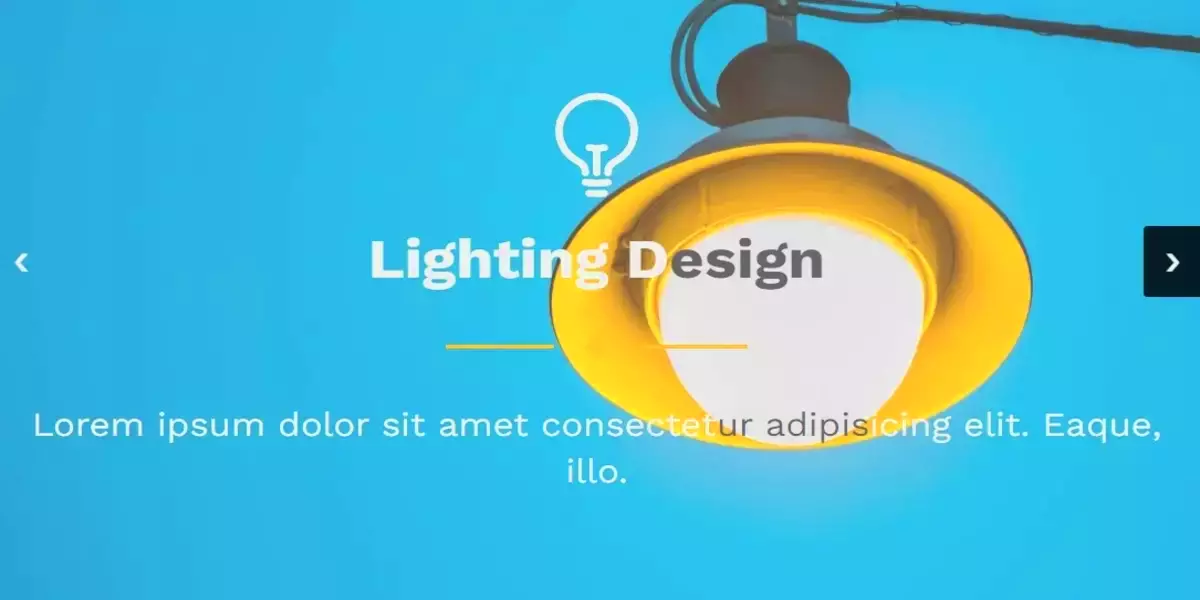 Lighting Design
Lorem ipsum dolor sit amet consectetur adipisicing elit. Eaque,
illo.